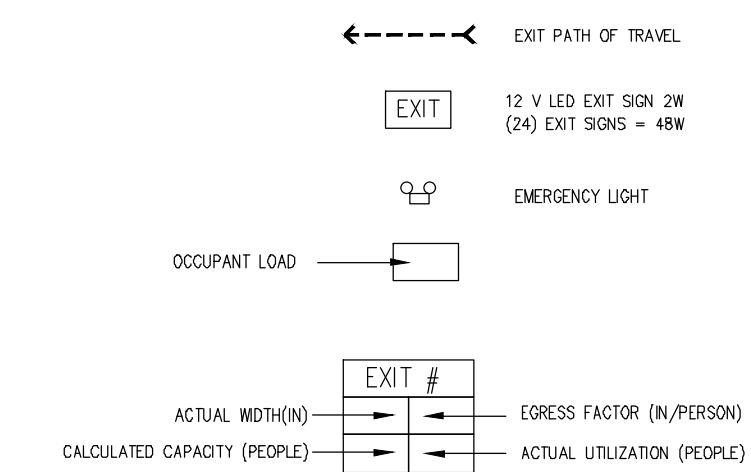 EXIT PATH OF TRAVEL
EXIT
12 V LED EXIT SIGN 2W
(24) EXIT SIGNS = 48W
EMERGENCY LIGHT
OCCUPANT LOAD
EXIT #
ACTUAL WIDTH(IN)
EGRESS FACTOR (IN/PERSON)
CALCULATED CAPACITY (PEOPLE)
ACTUAL UTILIZATION (PEOPLE)